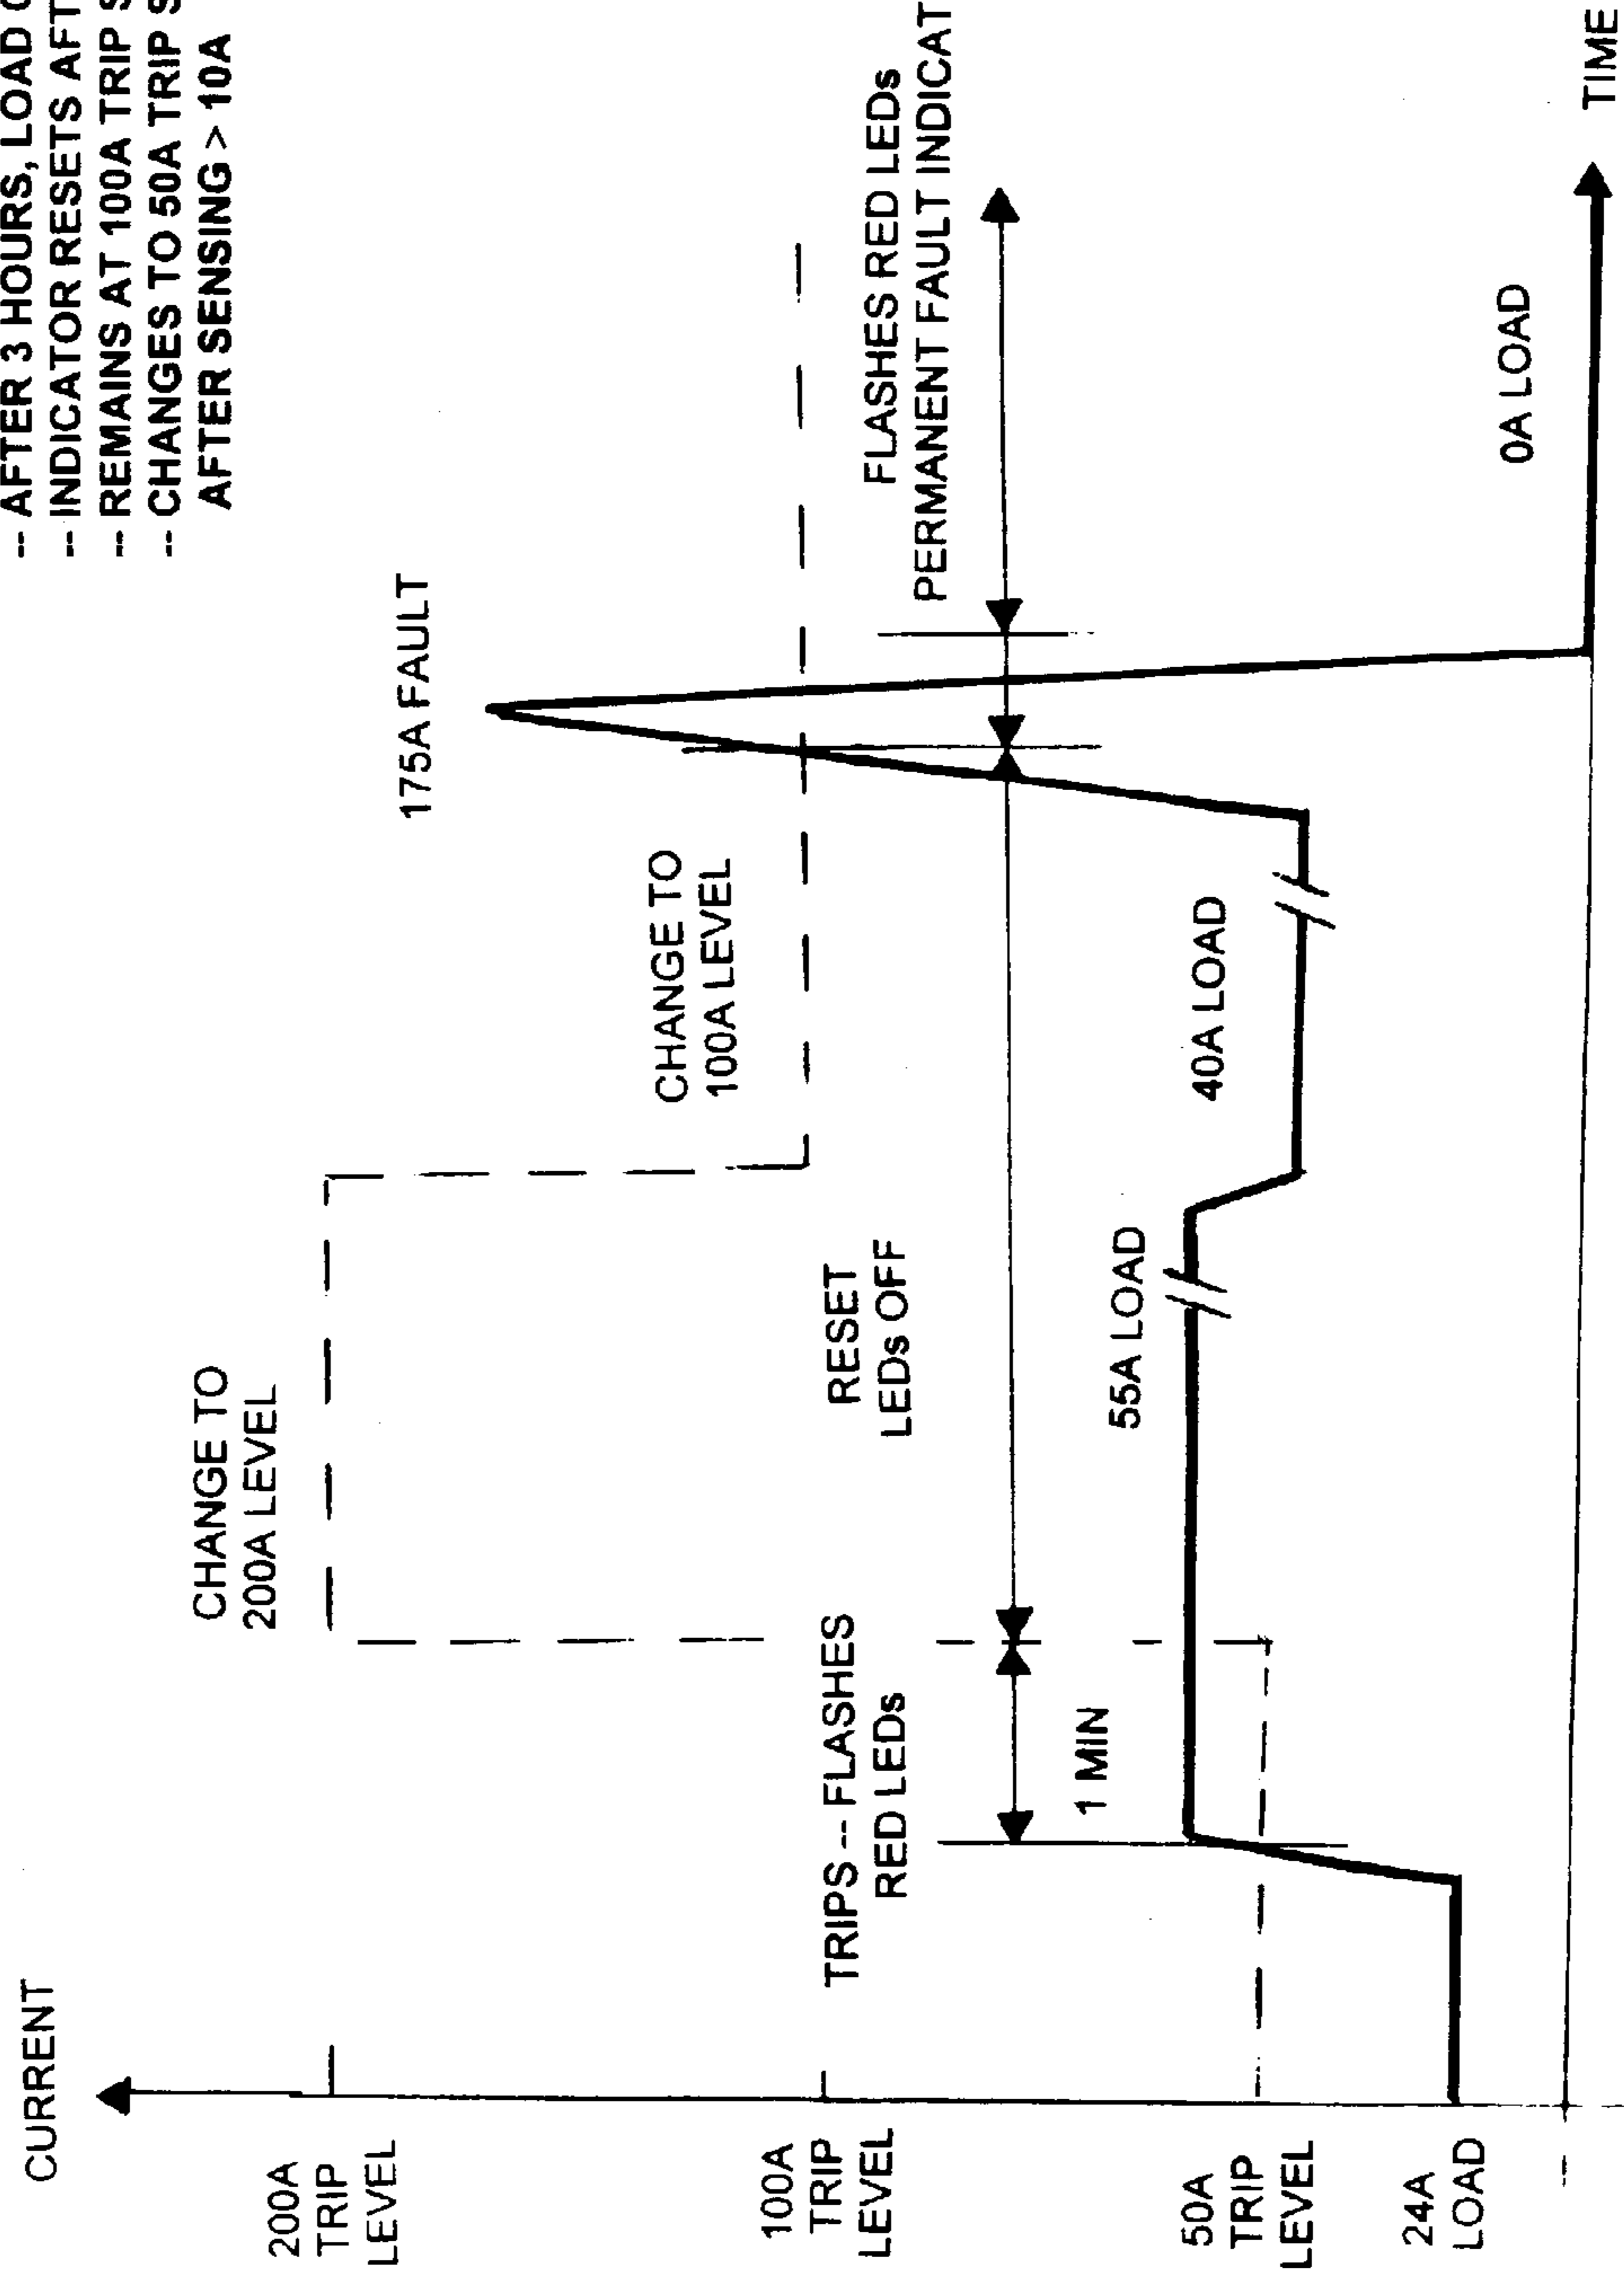 -- AFTER 3 HOURS, LOAD
-- INDICATOR RESETS
-- REMAINS AT 100A TRIP
-- CHANGES TO 50A TRIP
AFTER SENSING > 10A
CURRENT
200A
TRIP
LEVEL
100A
TRIP
LEVEL
50A
TRIP
LEVEL
24A
LOAD
CHANGE TO
200A LEVEL
TRIPS -- FLASHES
RED LEDs
1 MIN
RESET
LEDs OFF
55A LOAD
CHANGE TO
100A LEVEL
40A LOAD
175A FAULT
FLASHES RED LEDs
PERMANENT FAULT
0A LOAD
TIME